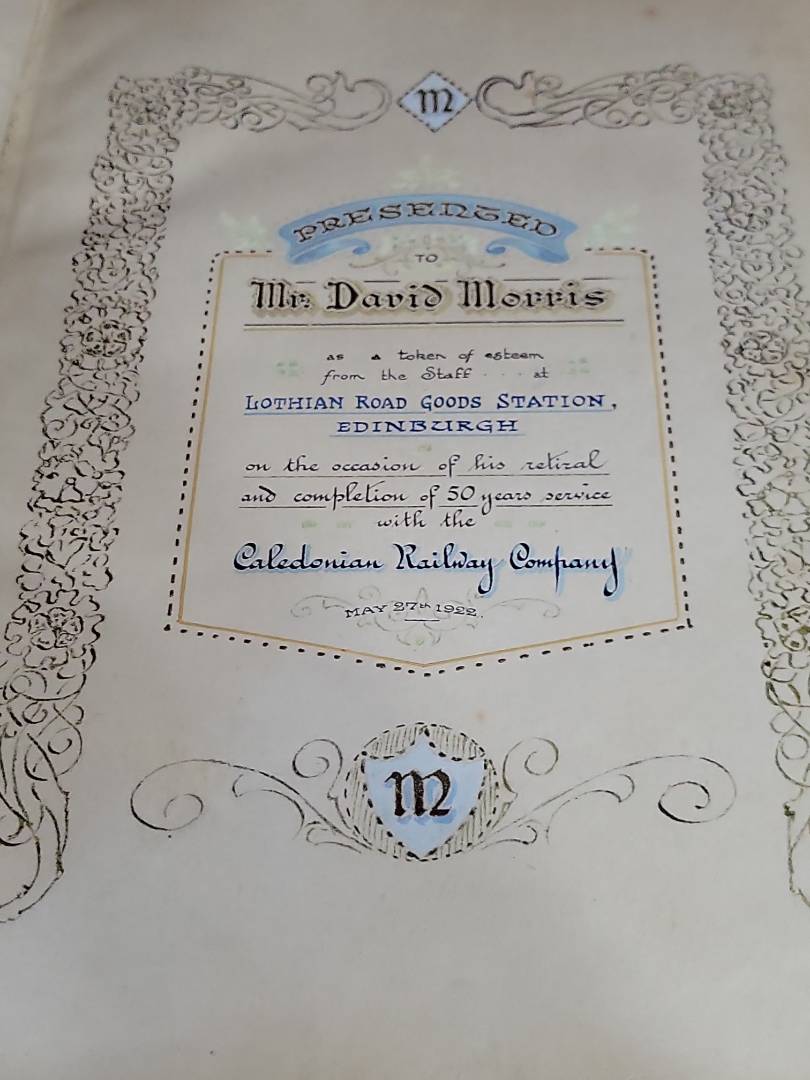 M
PRESENTED
TO
Mr. David Morris
as a token of esteem
from the Staff . . . at
LOTHIAN ROAD GOODS STATION,
EDINBURGH
on the occasion of his retiral
and completion of 50 years service
with the
Caledonian Railway Company
MAY 27th 1922.
M